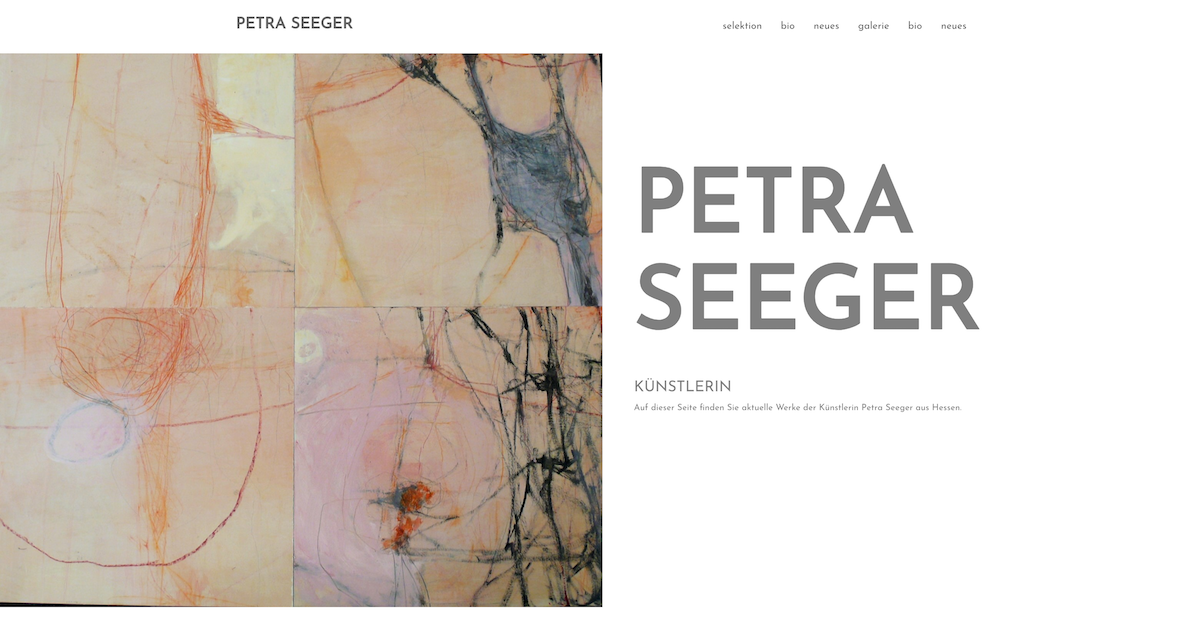 PETRA SEEGER
selektion bio neues galerie bio neues
PETRA
SEEGER
KÜNSTLERIN
Auf dieser Seite finden Sie aktuelle Werke der Künstlerin Petra Seeger aus Hessen.